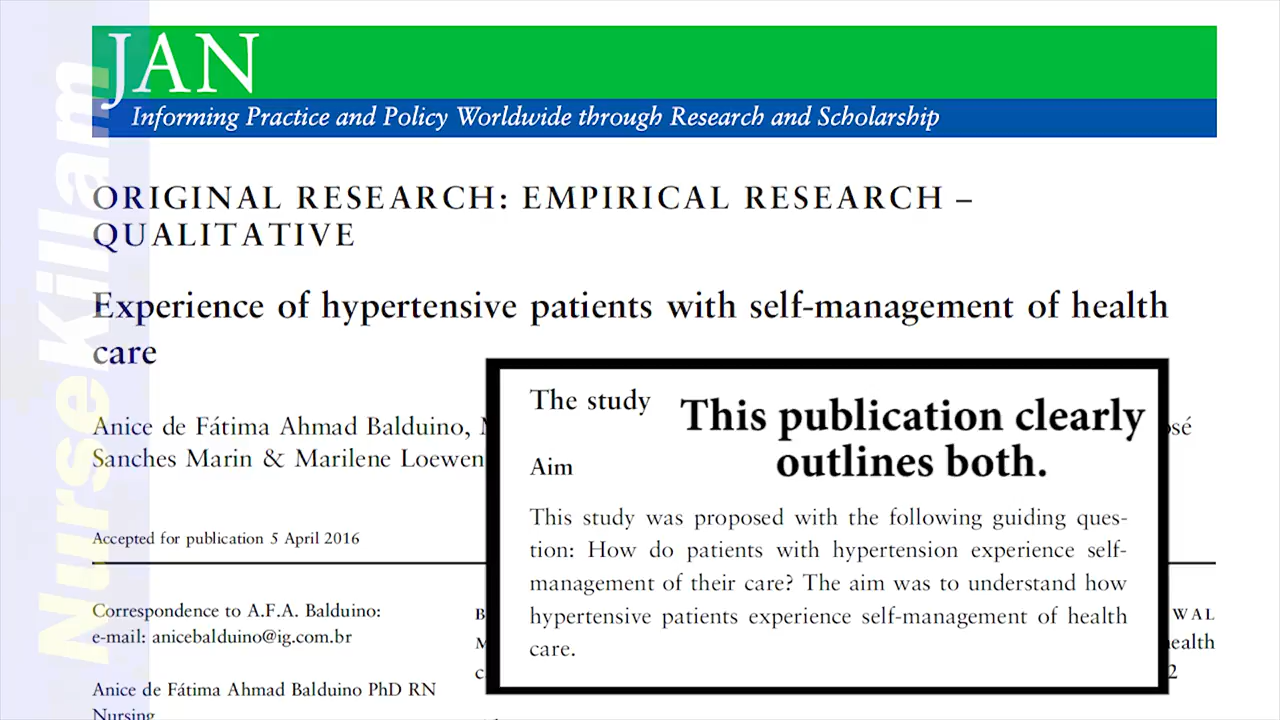 JAN
Informing Practice and Policy Worldwide through Research and Scholarship
ORIGINAL RESEARCH: EMPIRICAL RESEARCH –
QUALITATIVE
Experience of hypertensive patients with self-management of health
care
Anice de Fátima Ahmad Balduino,
Sanches Marin & Marilene Loewen
Accepted for publication 5 April 2016
Correspondence to A.F.A. Balduino:
e-mail: anicebalduino@ig.com.br
Anice de Fátima Ahmad Balduino PhD RN
Nursing
The study
This publication clearly
outlines both.
Aim
This study was proposed with the following guiding ques-
tion: How do patients with hypertension experience self-
management of their care? The aim was to understand how
hypertensive patients experience self-management of health
care.
WAL
NurseKillam